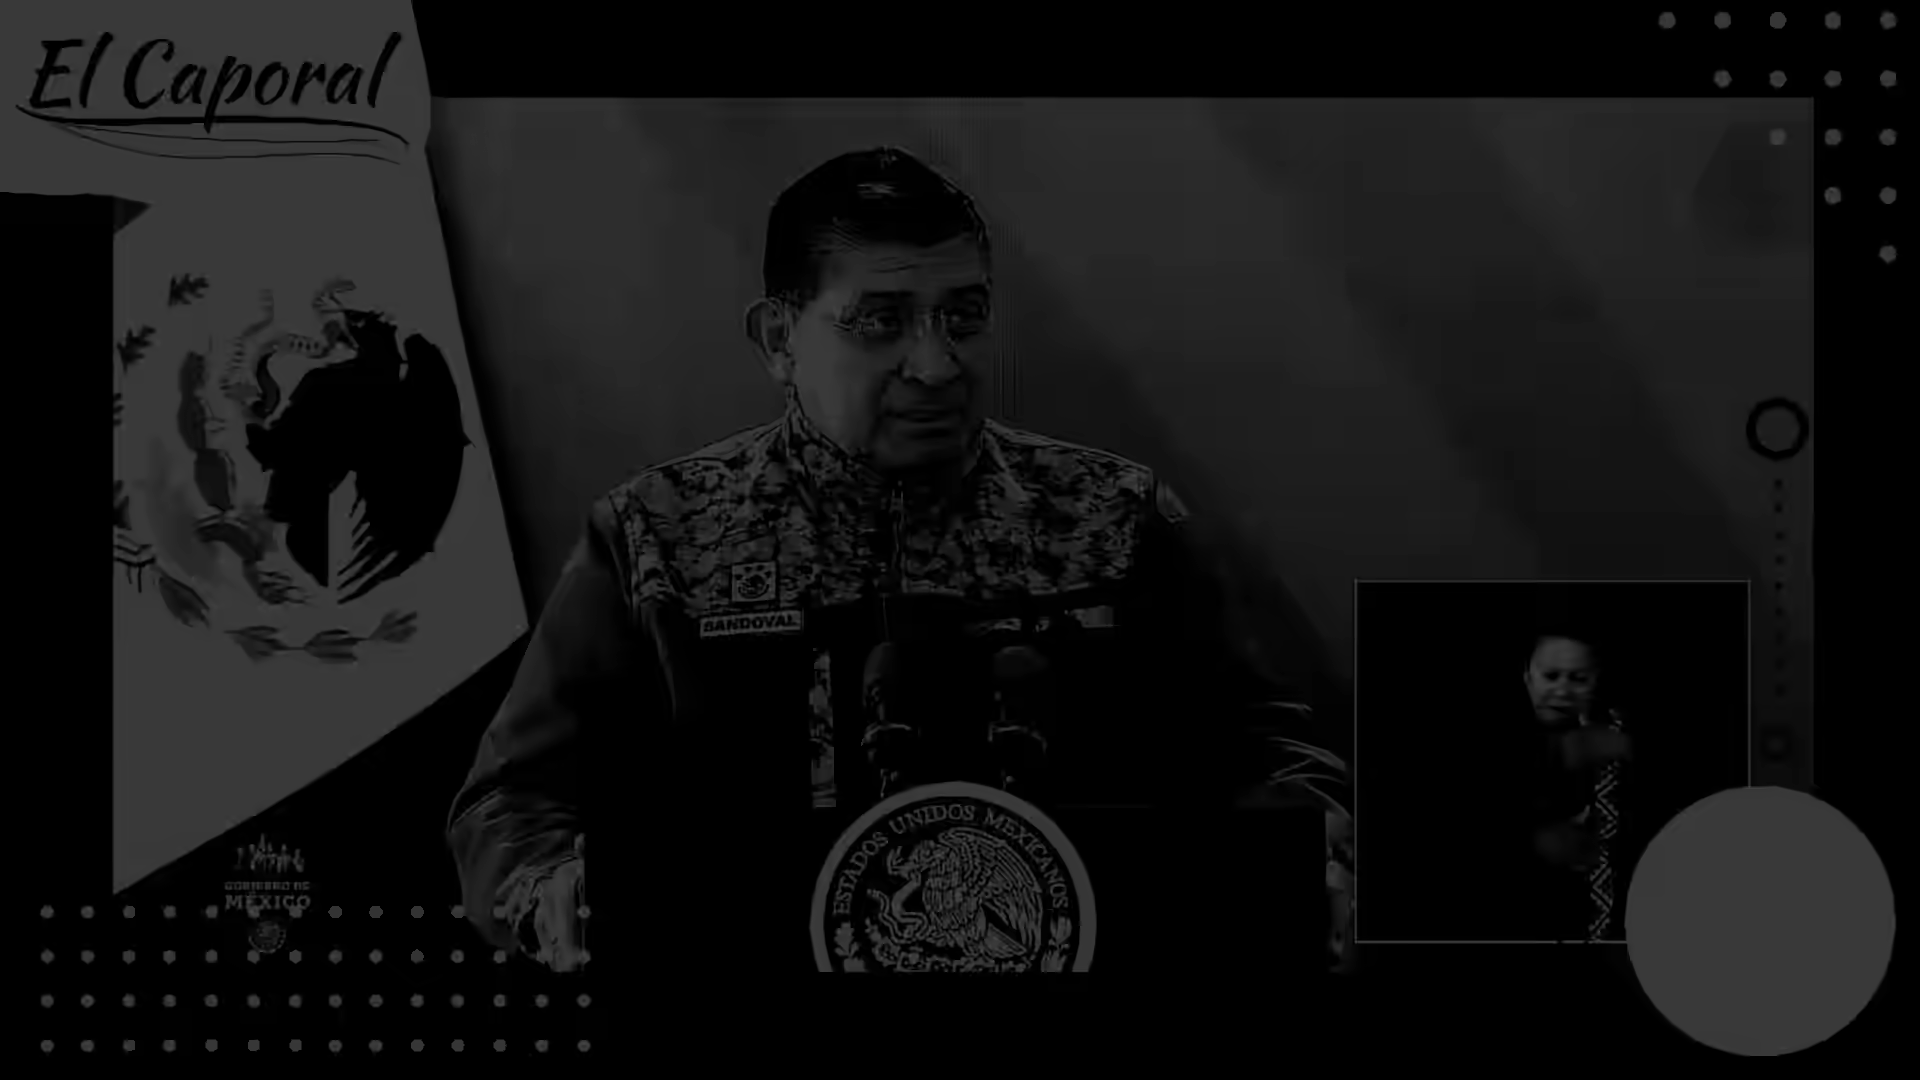 El Caporal
SANDOVAL
ESTADOS UNIDOS MEXICANOS
GOBIERNO DE
MÉXICO